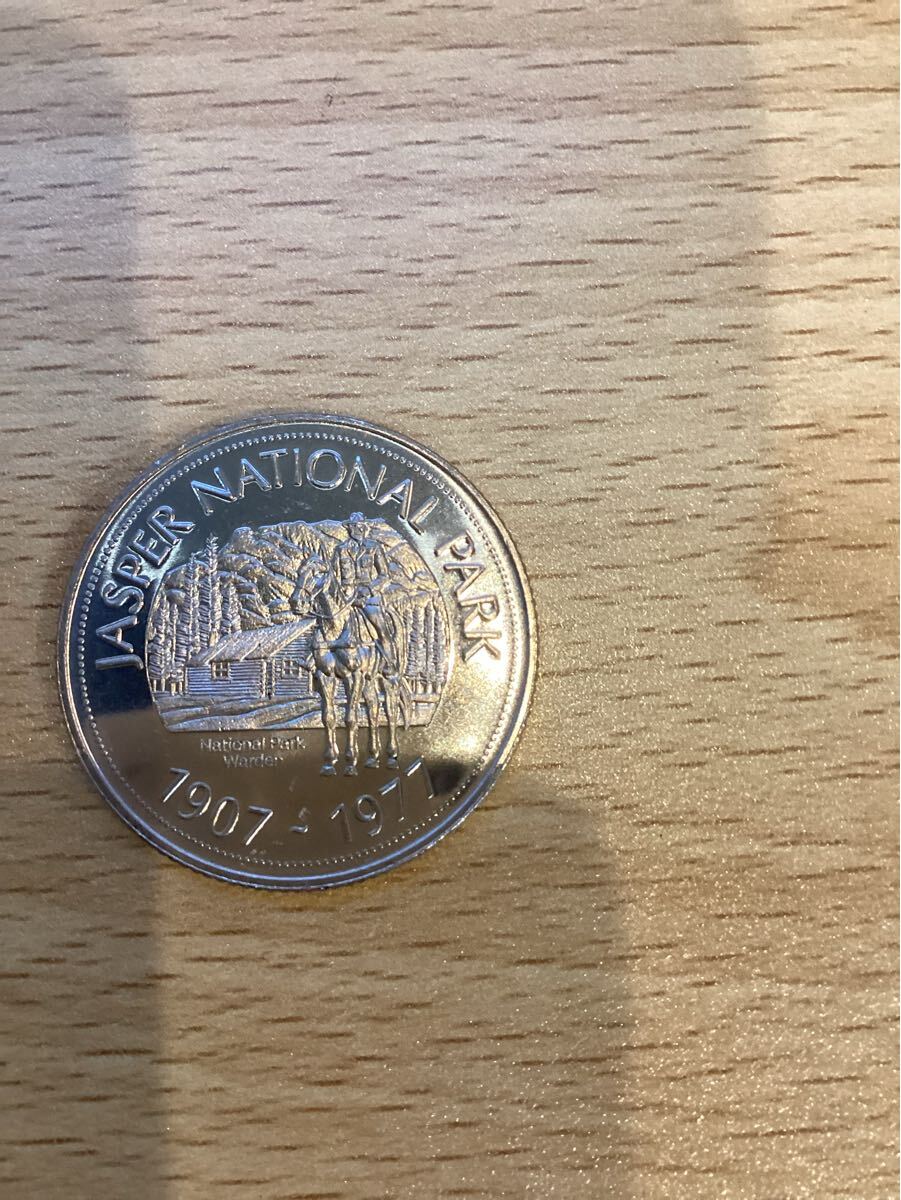 JASPER NATIONAL PARK
National Park
Warden
1907 - 1977